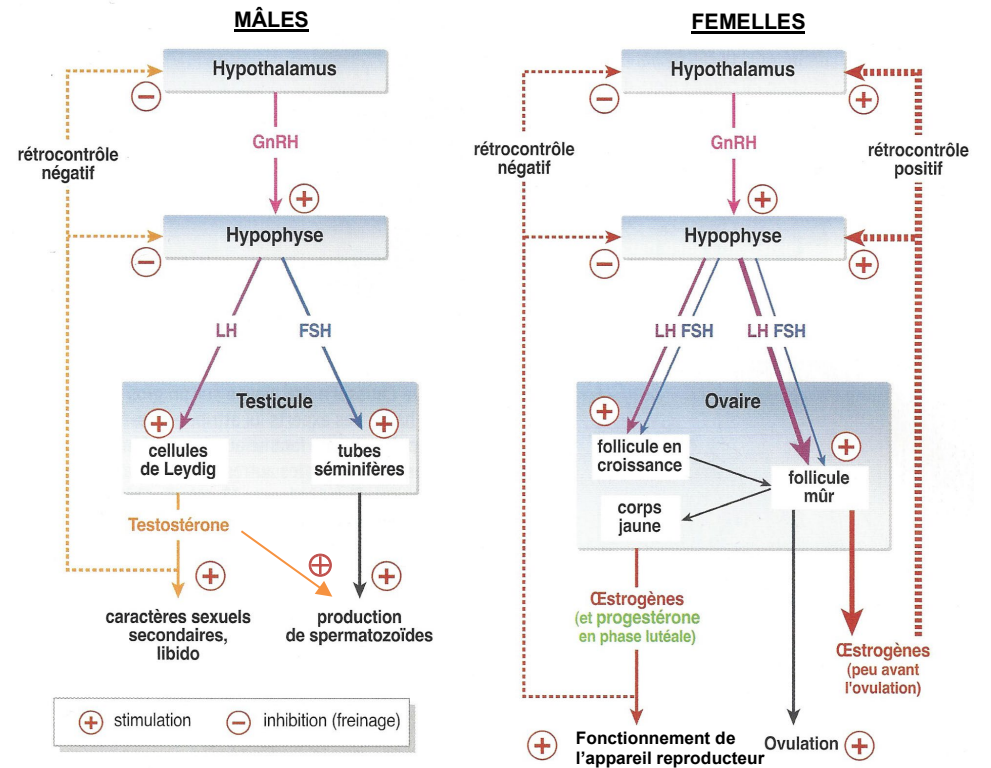 MÂLES
Hypothalamus
−
GnRH
rétrocontrôle
négatif
+
Hypophyse
−
LH
FSH
Testicule
+
+
cellules
de Leydig
tubes
séminifères
Testostérone
+
+
+
caractères sexuels
secondaires,
libido
production
de spermatozoïdes
+ stimulation
− inhibition (freinage)
FEMELLES
Hypothalamus
−
+
GnRH
rétrocontrôle
négatif
rétrocontrôle
positif
+
Hypophyse
−
+
LH FSH
LH FSH
Ovaire
+
follicule en
croissance
+
follicule
mûr
corps
jaune
Œstrogènes
(et progestérone
en phase lutéale)
Œstrogènes
(peu avant
l'ovulation)
+
Fonctionnement de
l'appareil reproducteur
Ovulation +